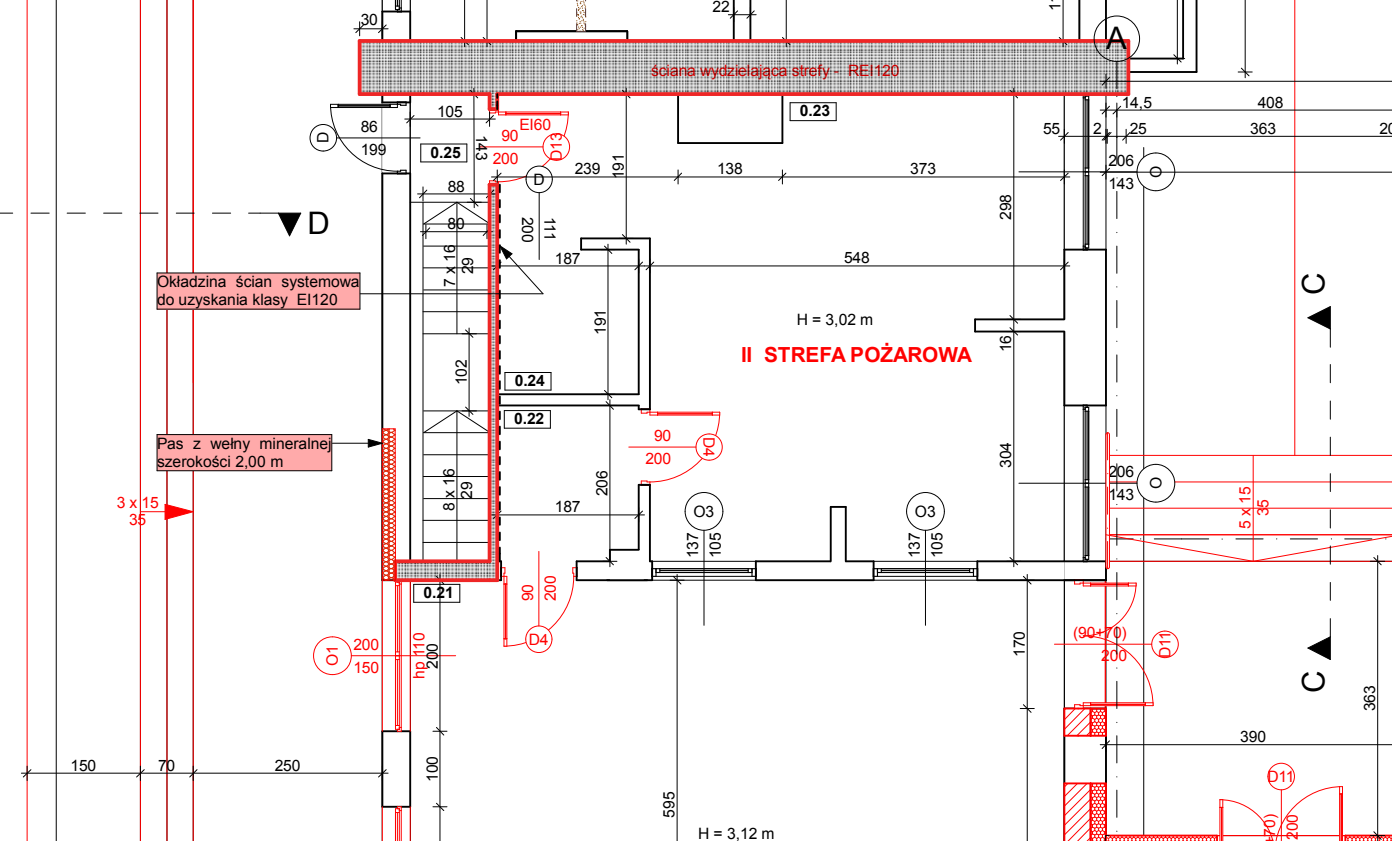 30
22
A
ściana wydzielająca strefy - REI120
0.23
14,5
408
105
EI60
86
199
D
90
200
D13
143
0.25
55
2
25
363
20
206
143
O
239
138
373
191
D
88
80
111
200
298
D
7 x 16
29
187
548
C
Okładzina ścian systemowa
do uzyskania klasy EI120
191
H = 3,02 m
16
II STREFA POŻAROWA
102
0.24
0.22
90
200
D4
Pas z wełny mineralnej
szerokości 2,00 m
304
206
143
O
8 x 16
29
206
3 x 15
35
187
O3
137
105
O3
137
105
5 x 15
35
0.21
90
200
D4
O1
200
150
hp 110
200
170
(90+70)
200
D11
C
363
390
150
70
250
100
595
D11
70)
200
H = 3,12 m